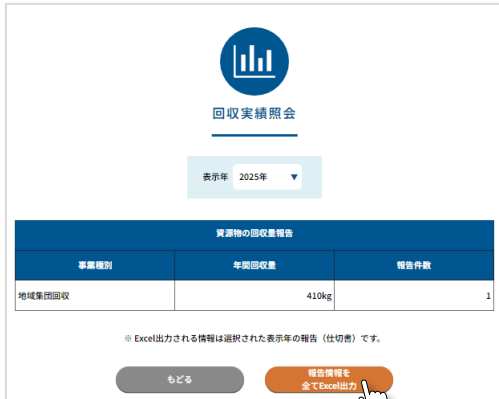 回収実績照会
表示年 2025年 ▼
資源物の回収量報告
事業種別 年間回収量 報告件数
地域集団回収 410kg 1
※ Excel出力される情報は選択された表示年の報告（仕切書）です。
もどる
報告情報を
全てExcel出力